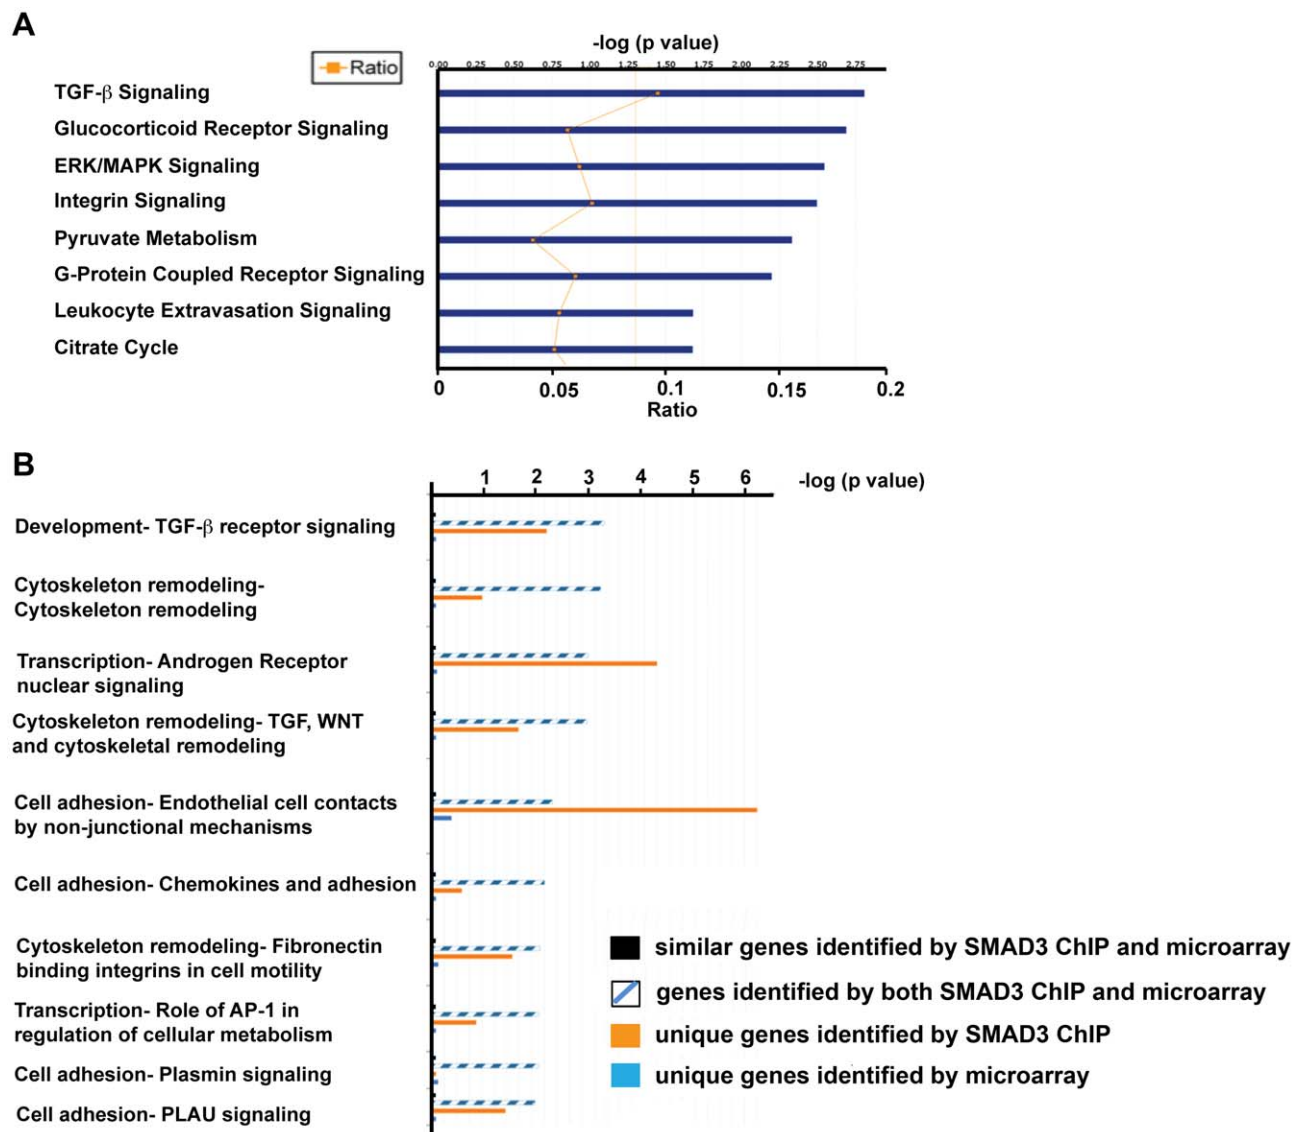 A
-log (p value)
Ratio
0.00 0.25 0.50 0.75 1.00 1.25 1.50 1.75 2.00 2.25 2.50 2.75
TGF-β Signaling
Glucocorticoid Receptor Signaling
ERK/MAPK Signaling
Integrin Signaling
Pyruvate Metabolism
G-Protein Coupled Receptor Signaling
Leukocyte Extravasation Signaling
Citrate Cycle
0 0.05 0.1 0.15 0.2
Ratio
B
1 2 3 4 5 6 -log (p value)
Development- TGF-β receptor signaling
Cytoskeleton remodeling-
Cytoskeleton remodeling
Transcription- Androgen Receptor
nuclear signaling
Cytoskeleton remodeling- TGF, WNT
and cytoskeletal remodeling
Cell adhesion- Endothelial cell contacts
by non-junctional mechanisms
Cell adhesion- Chemokines and adhesion
Cytoskeleton remodeling- Fibronectin
binding integrins in cell motility
Transcription- Role of AP-1 in
regulation of cellular metabolism
Cell adhesion- Plasmin signaling
Cell adhesion- PLAU signaling
similar genes identified by SMAD3 ChIP and microarray
genes identified by both SMAD3 ChIP and microarray
unique genes identified by SMAD3 ChIP
unique genes identified by microarray